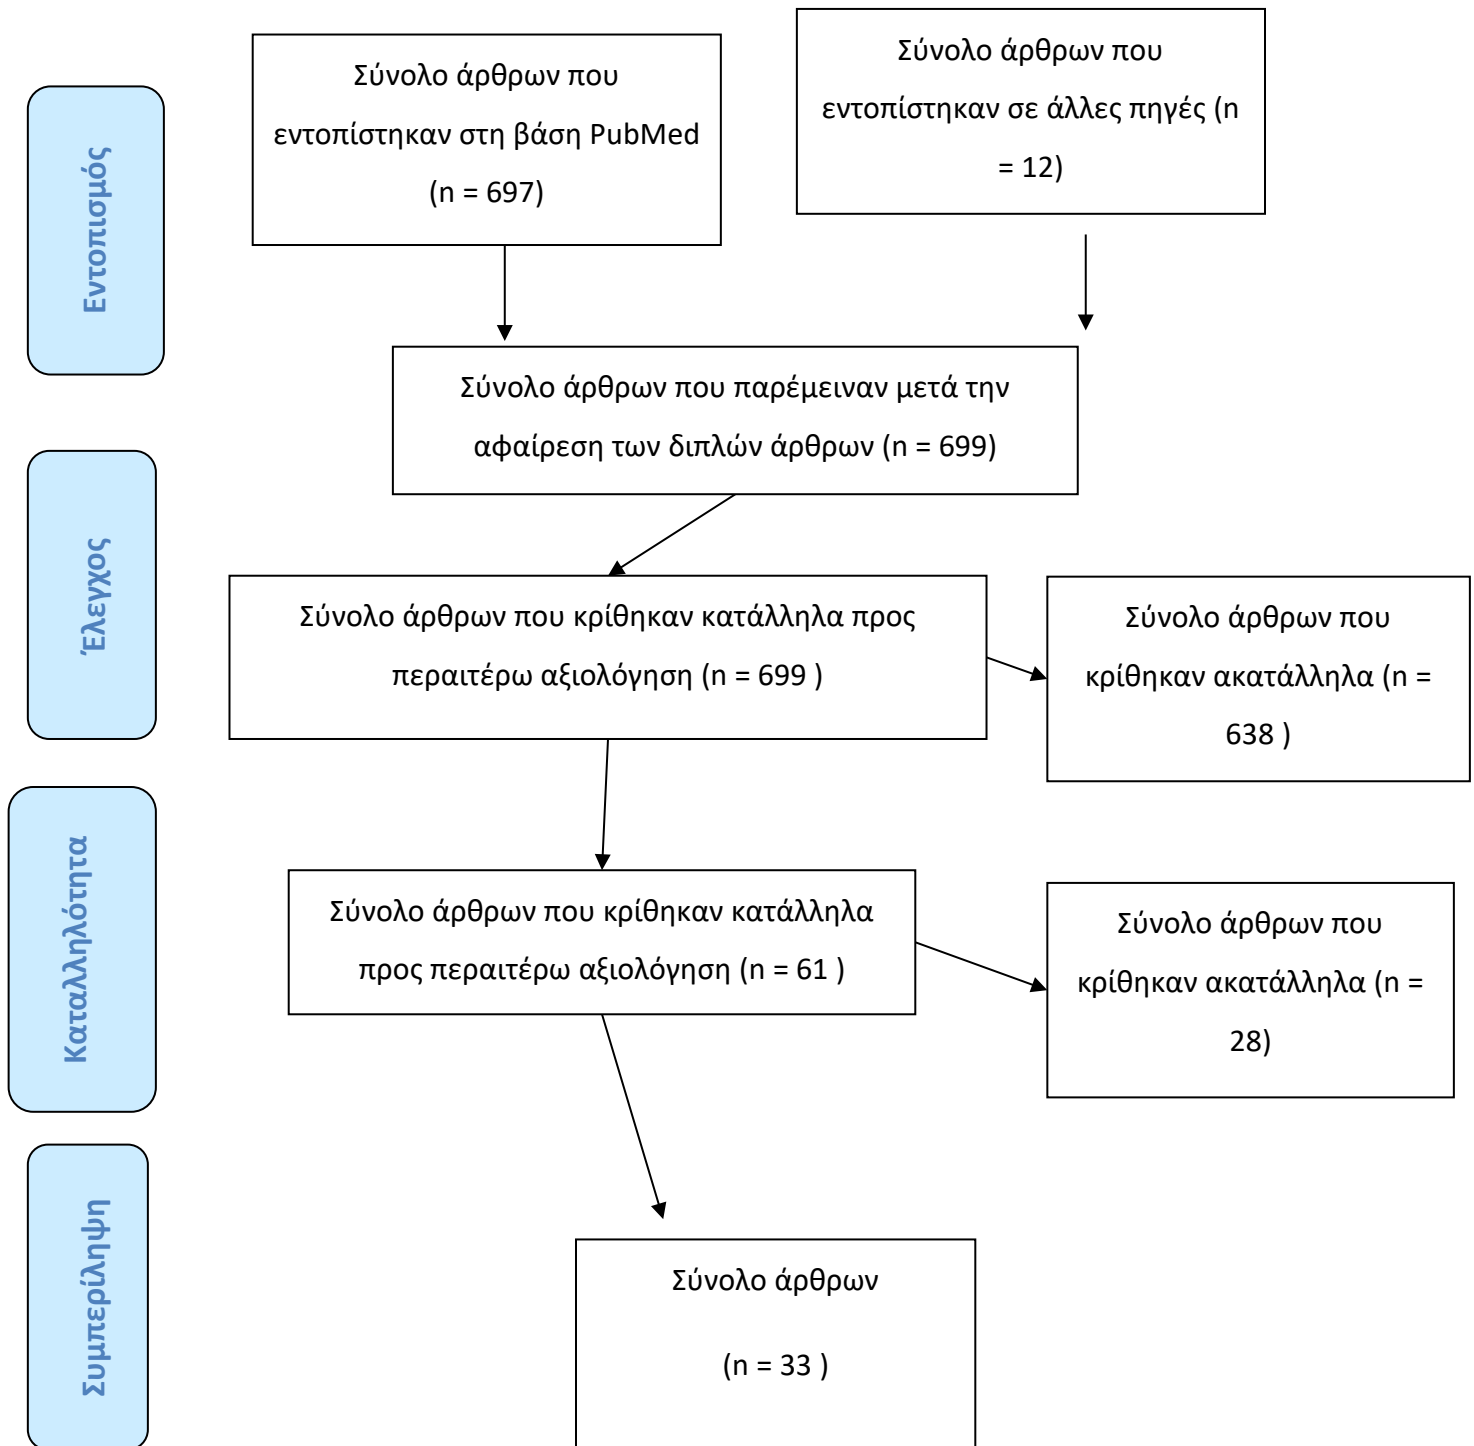 Εντοπισμός
Σύνολο άρθρων που
εντοπίστηκαν στη βάση PubMed
(n = 697)
Σύνολο άρθρων που
εντοπίστηκαν σε άλλες πηγές (n
= 12)
Σύνολο άρθρων που παρέμειναν μετά την
αφαίρεση των διπλών άρθρων (n = 699)
Έλεγχος
Σύνολο άρθρων που κρίθηκαν κατάλληλα προς
περαιτέρω αξιολόγηση (n = 699 )
Σύνολο άρθρων που
κρίθηκαν ακατάλληλα (n =
638 )
Καταλληλότητα
Σύνολο άρθρων που κρίθηκαν κατάλληλα
προς περαιτέρω αξιολόγηση (n = 61 )
Σύνολο άρθρων που
κρίθηκαν ακατάλληλα (n =
28)
Συμπερίληψη
Σύνολο άρθρων
(n = 33 )